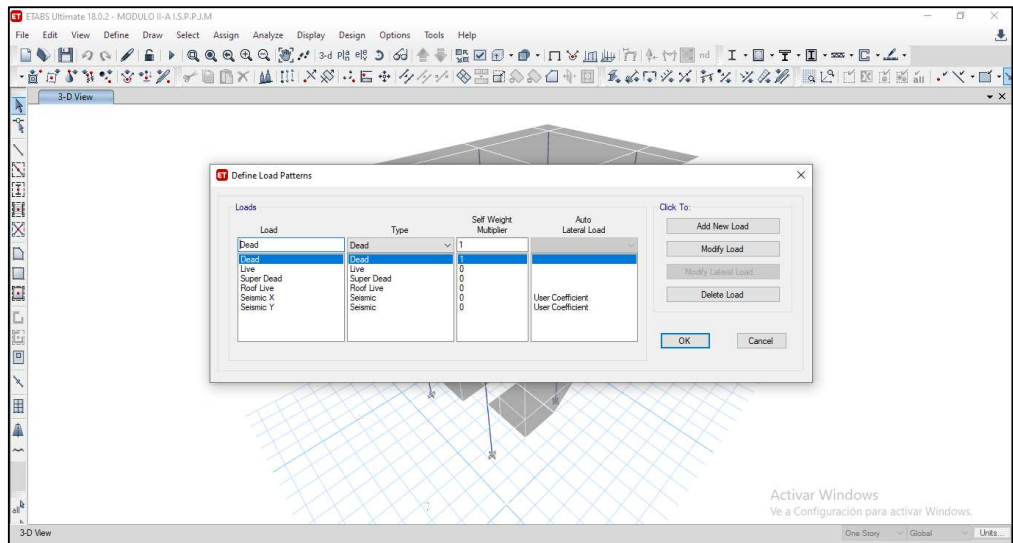 ETABS Ultimate 18.0.2 - MODULO II-A I.S.P.P.J.M
File Edit View Define Draw Select Assign Analyze Display Design Options Tools Help
3-d
nd
3-D View
Define Load Patterns
Loads
Click To:
Load Type Self Weight Multiplier Auto Lateral Load
Dead Dead 1
Dead Dead 1
Live Live 0
Super Dead Super Dead 0
Roof Live Roof Live 0
Seismic X Seismic 0 User Coefficient
Seismic Y Seismic 0 User Coefficient
Add New Load
Modify Load
Modify Lateral Load...
Delete Load
OK Cancel
Activar Windows
Ve a Configuración para activar Windows.
3-D View One Story Global Units...